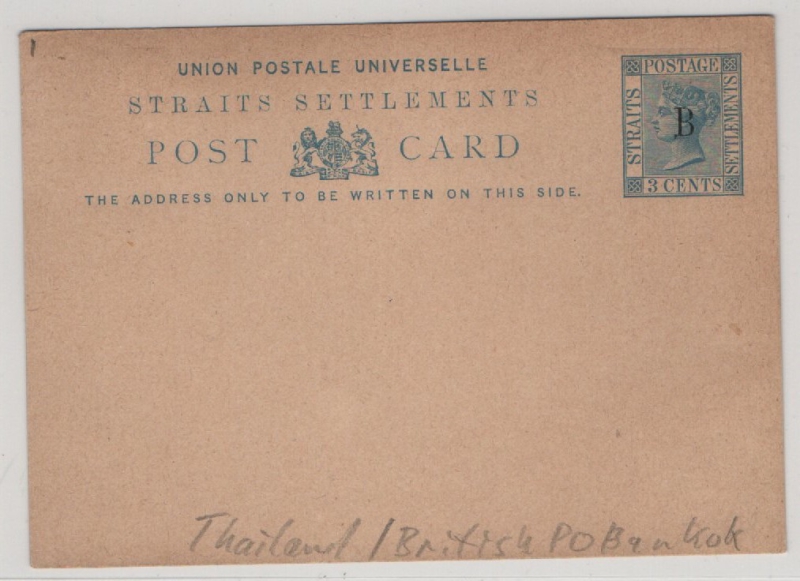 UNION POSTALE UNIVERSELLE
STRAITS SETTLEMENTS
POST CARD
THE ADDRESS ONLY TO BE WRITTEN ON THIS SIDE.
POSTAGE
STRAITS
SETTLEMENTS
B
3 CENTS
Thailand / British PO Bankok